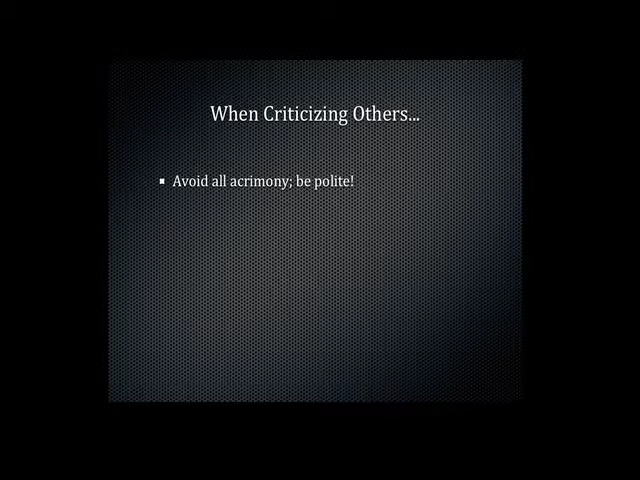 When Criticizing Others...
▪ Avoid all acrimony; be polite!